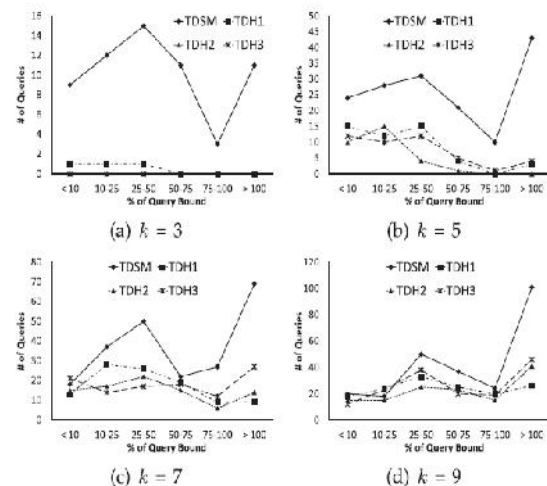 16
14
12
10
8
6
4
2
0
# of Queries
TDSM TDH1
TDH2 TDH3
< 10 10-25 25-50 50-75 75-100 > 100
% of Query Bound
(a) k = 3
50
45
40
35
30
25
20
15
10
5
0
# of Queries
TDSM TDH1
TDH2 TDH3
< 10 10-25 25-50 50-75 75-100 > 100
% of Query Bound
(b) k = 5
80
70
60
50
40
30
20
10
0
# of Queries
TDSM TDH1
TDH2 TDH3
< 10 10-25 25-50 50-75 75-100 > 100
% of Query Bound
(c) k = 7
120
100
80
60
40
20
0
# of Queries
TDSM TDH1
TDH2 TDH3
< 10 10-25 25-50 50-75 75-100 > 100
% of Query Bound
(d) k = 9